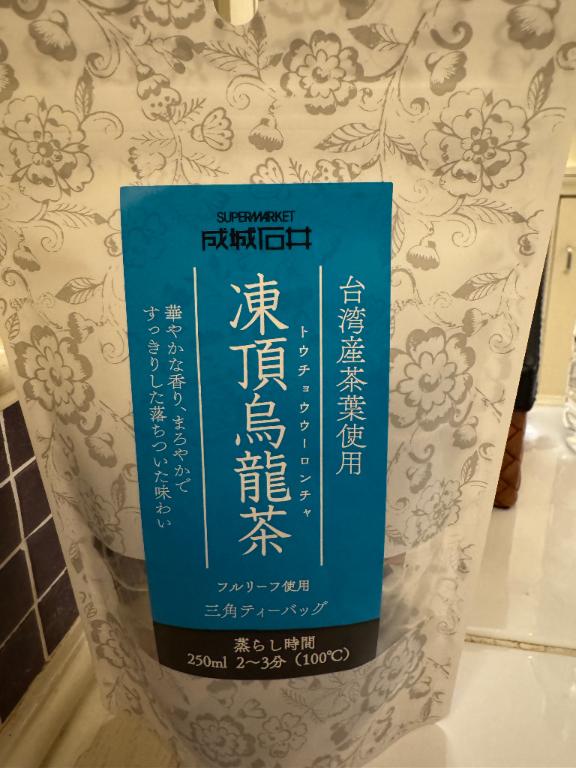 SUPERMARKET
成城石井
台湾産茶葉使用
トウチョウウーロンチャ
凍頂烏龍茶
華やかな香り、まろやかで
すっきりした落ちついた味わい
フルリーフ使用
三角ティーバッグ
蒸らし時間
250ml 2〜3分（100℃）